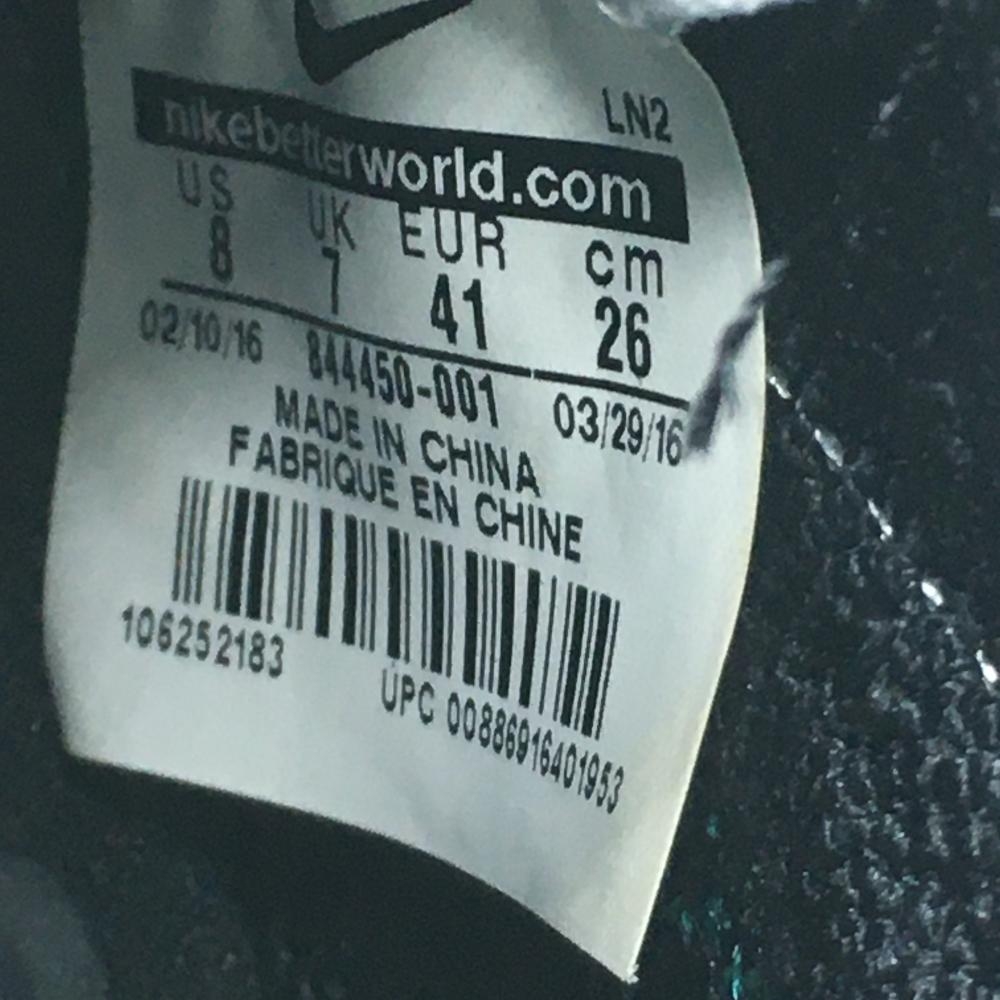 LN2
nikebetterworld.com
US UK EUR cm
8 7 41 26
02/10/16 844450-001 03/29/16
MADE IN CHINA
FABRIQUE EN CHINE
106252183
UPC 00886916401953